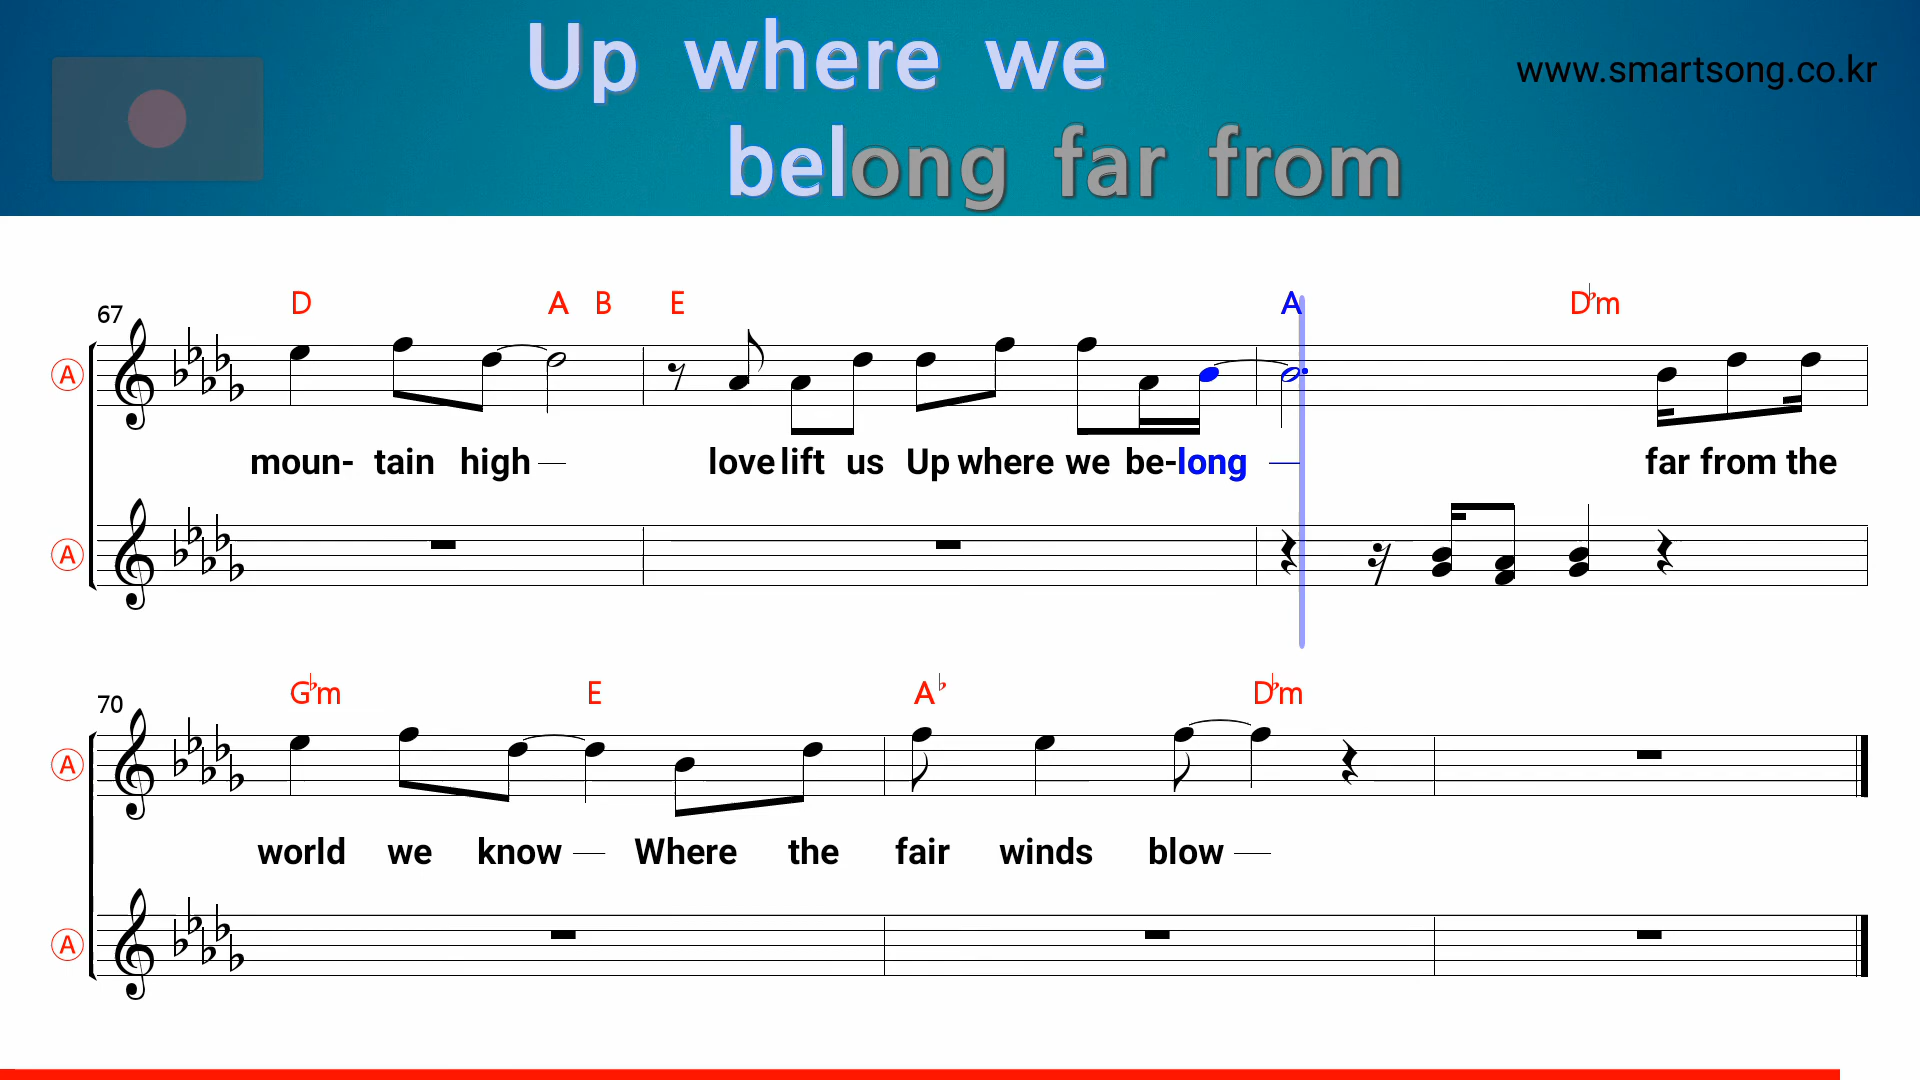 Up where we
www.smartsong.co.kr
belong far from
67 D A B E A D♭m
A
moun- tain high love lift us Up where we be-long far from the
A
70 G♭m E A♭ D♭m
A
world we know Where the fair winds blow
A